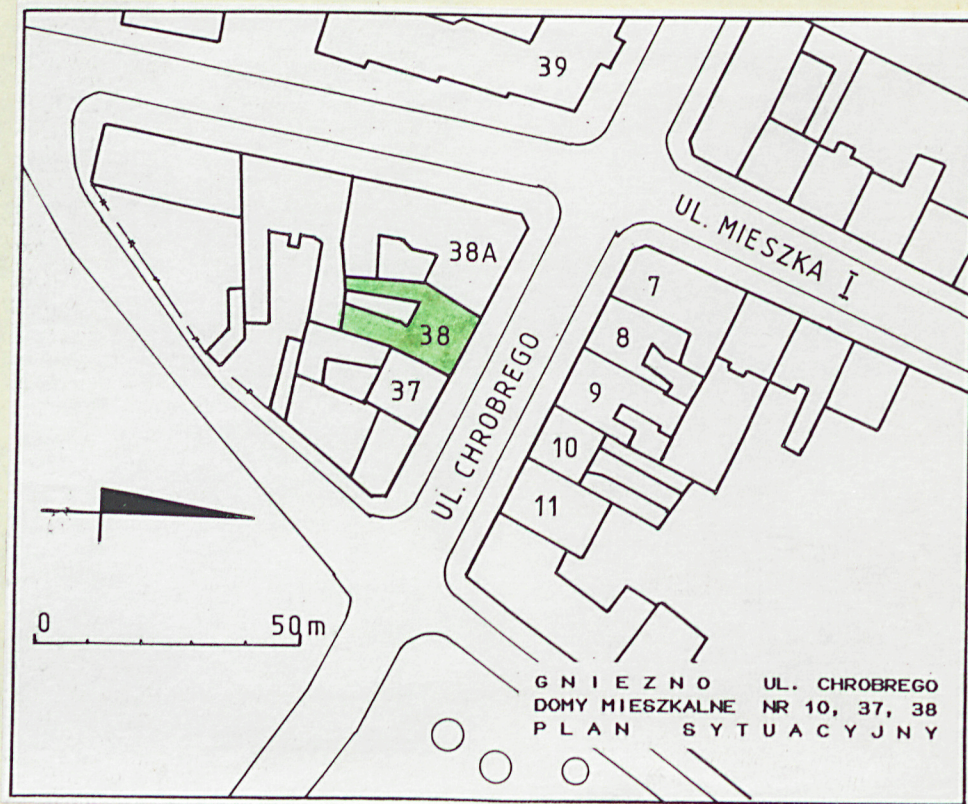 39
UL. MIESZKA I
38A
7
38
8
37
9
UL. CHROBREGO
10
11
0 50 m
GNIEZNO UL. CHROBREGO
DOMY MIESZKALNE NR 10, 37, 38
PLAN SYTUACYJNY